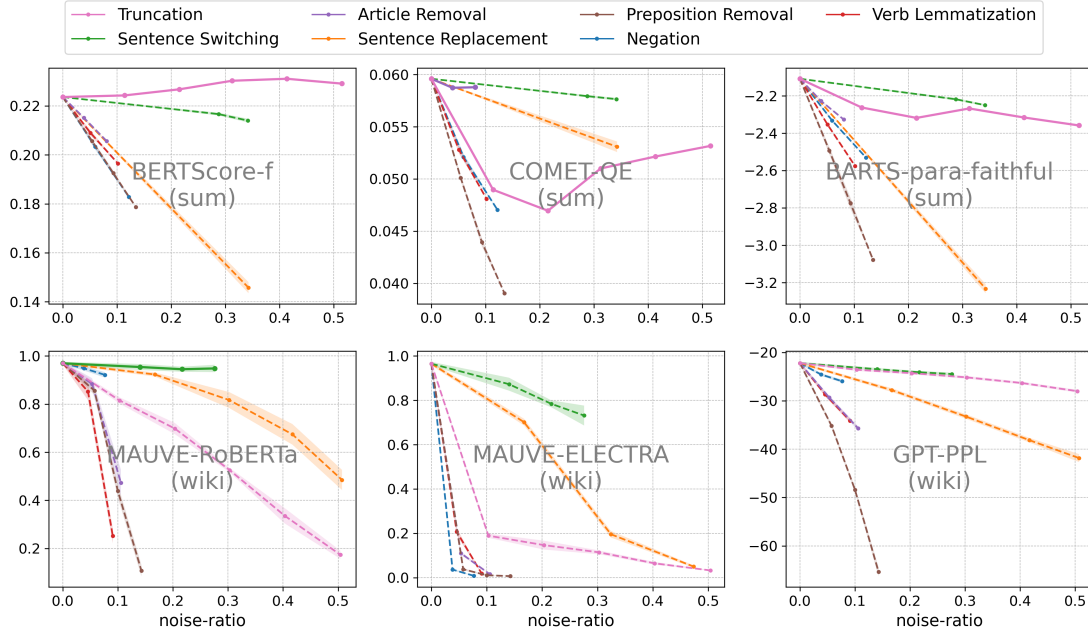 Truncation Article Removal Preposition Removal Verb Lemmatization
Sentence Switching Sentence Replacement Negation
0.22
0.20
0.18
0.16
0.14
0.0 0.1 0.2 0.3 0.4 0.5
BERTScore-f
(sum)
0.060
0.055
0.050
0.045
0.040
0.0 0.1 0.2 0.3 0.4 0.5
COMET-QE
(sum)
−2.2
−2.4
−2.6
−2.8
−3.0
−3.2
0.0 0.1 0.2 0.3 0.4 0.5
BARTS-para-faithful
(sum)
1.0
0.8
0.6
0.4
0.2
0.0 0.1 0.2 0.3 0.4 0.5
MAUVE-RoBERTa
(wiki)
noise-ratio
1.0
0.8
0.6
0.4
0.2
0.0
0.0 0.1 0.2 0.3 0.4 0.5
MAUVE-ELECTRA
(wiki)
noise-ratio
−20
−30
−40
−50
−60
0.0 0.1 0.2 0.3 0.4 0.5
GPT-PPL
(wiki)
noise-ratio